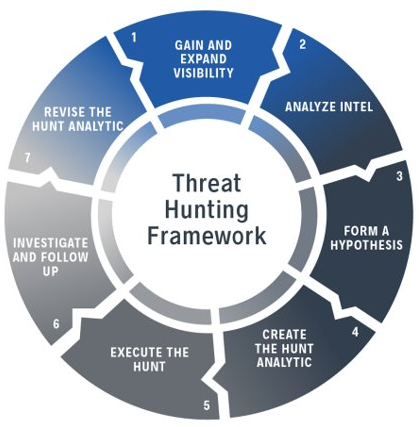 Threat
Hunting
Framework
1
GAIN AND
EXPAND
VISIBILITY
2
ANALYZE INTEL
3
FORM A
HYPOTHESIS
4
CREATE
THE HUNT
ANALYTIC
5
EXECUTE THE
HUNT
6
INVESTIGATE
AND FOLLOW
UP
7
REVISE THE
HUNT ANALYTIC